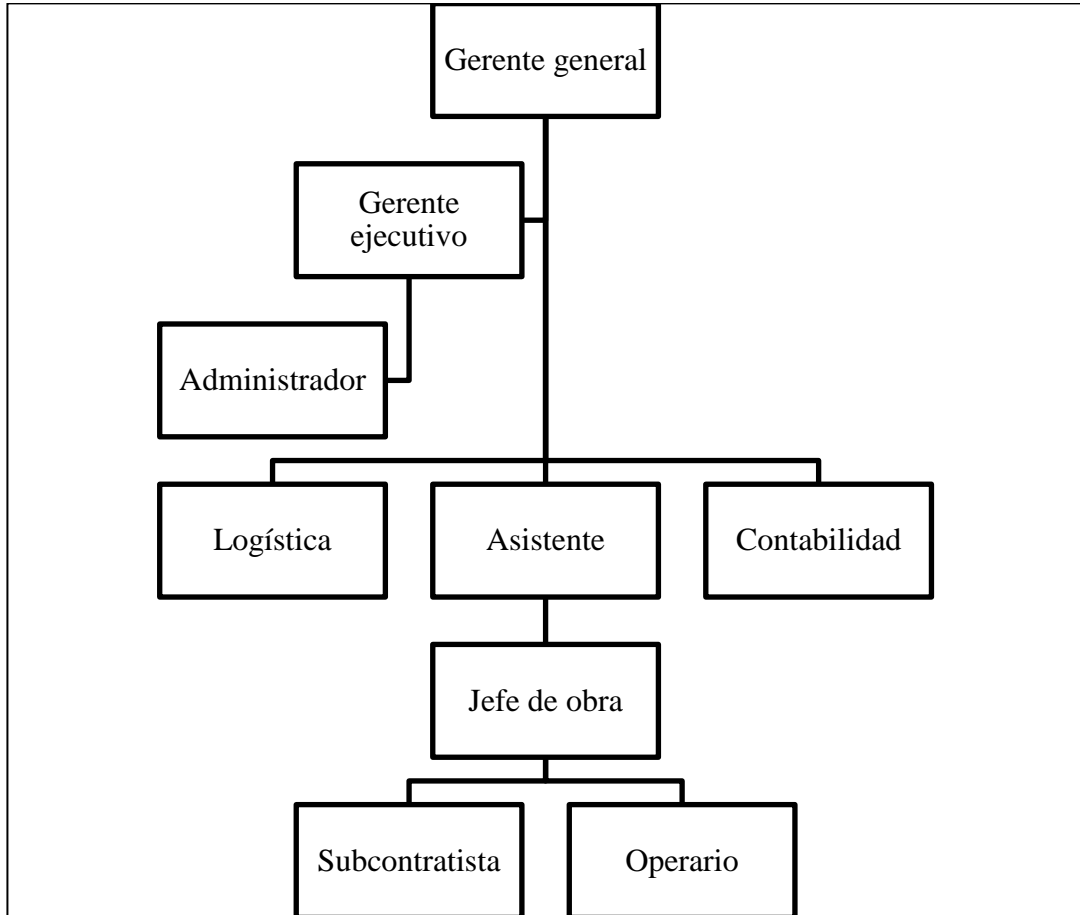 Gerente general
Gerente
ejecutivo
Administrador
Logística
Asistente
Contabilidad
Jefe de obra
Subcontratista
Operario